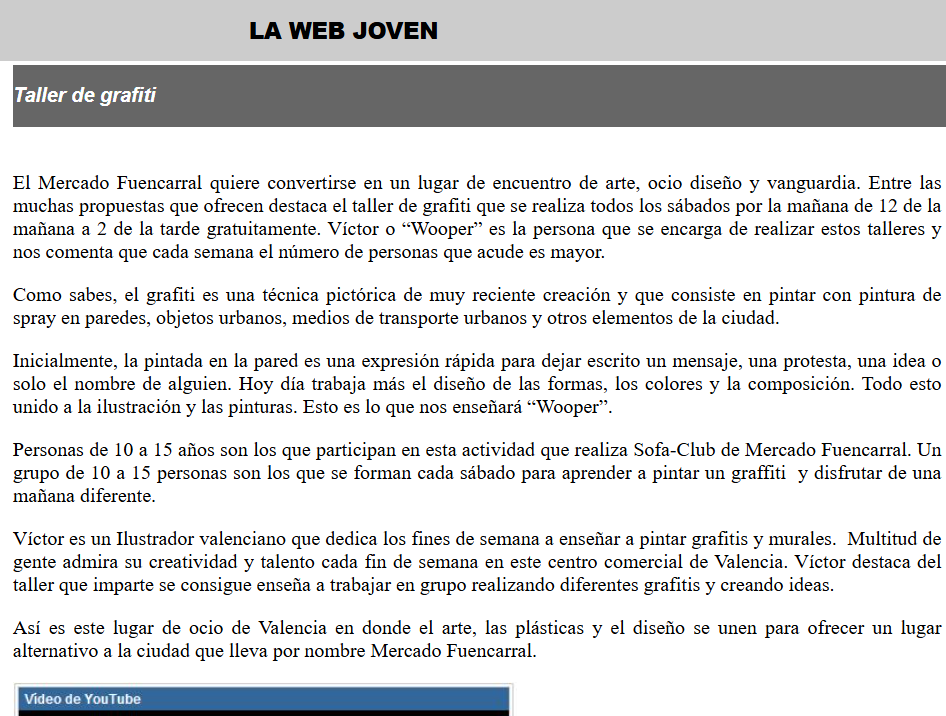 LA WEB JOVEN
Taller de grafiti
El Mercado Fuencarral quiere convertirse en un lugar de encuentro de arte, ocio diseño y vanguardia. Entre las
muchas propuestas que ofrecen destaca el taller de grafiti que se realiza todos los sábados por la mañana de 12 de la
mañana a 2 de la tarde gratuitamente. Víctor o “Wooper” es la persona que se encarga de realizar estos talleres y
nos comenta que cada semana el número de personas que acude es mayor.
Como sabes, el grafiti es una técnica pictórica de muy reciente creación y que consiste en pintar con pintura de
spray en paredes, objetos urbanos, medios de transporte urbanos y otros elementos de la ciudad.
Inicialmente, la pintada en la pared es una expresión rápida para dejar escrito un mensaje, una protesta, una idea o
solo el nombre de alguien. Hoy día trabaja más el diseño de las formas, los colores y la composición. Todo esto
unido a la ilustración y las pinturas. Esto es lo que nos enseñará “Wooper”.
Personas de 10 a 15 años son los que participan en esta actividad que realiza Sofa-Club de Mercado Fuencarral. Un
grupo de 10 a 15 personas son los que se forman cada sábado para aprender a pintar un graffiti  y disfrutar de una
mañana diferente.
Víctor es un Ilustrador valenciano que dedica los fines de semana a enseñar a pintar grafitis y murales.  Multitud de
gente admira su creatividad y talento cada fin de semana en este centro comercial de Valencia. Víctor destaca del
taller que imparte se consigue enseña a trabajar en grupo realizando diferentes grafitis y creando ideas.
Así es este lugar de ocio de Valencia en donde el arte, las plásticas y el diseño se unen para ofrecer un lugar
alternativo a la ciudad que lleva por nombre Mercado Fuencarral.
Vídeo de YouTube